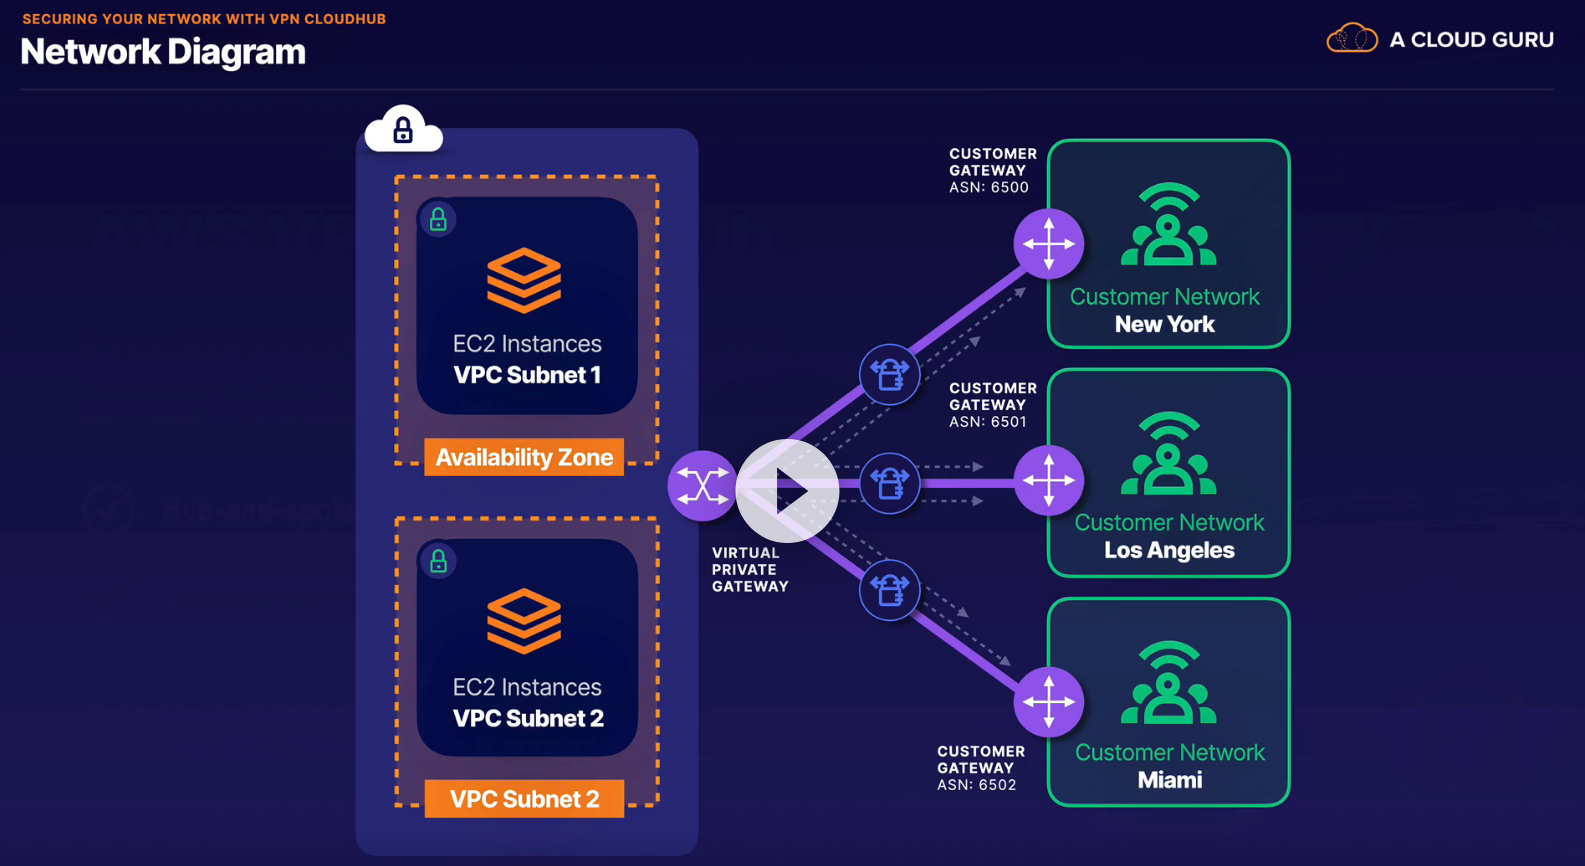 SECURING YOUR NETWORK WITH VPN CLOUDHUB
Network Diagram
A CLOUD GURU
EC2 Instances
VPC Subnet 1
Availability Zone
EC2 Instances
VPC Subnet 2
VPC Subnet 2
VIRTUAL
PRIVATE
GATEWAY
CUSTOMER
GATEWAY
ASN: 6500
Customer Network
New York
CUSTOMER
GATEWAY
ASN: 6501
Customer Network
Los Angeles
CUSTOMER
GATEWAY
ASN: 6502
Customer Network
Miami